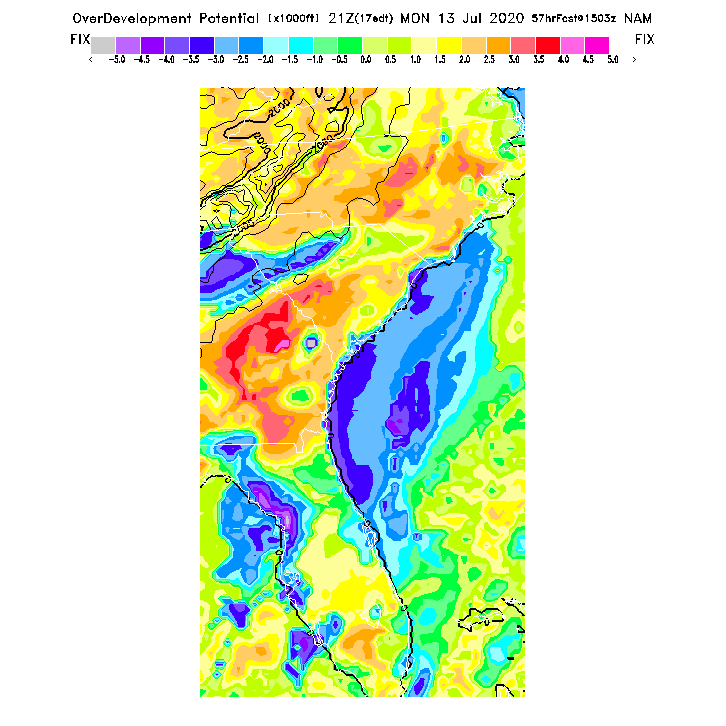 OverDevelopment Potential [x1000ft] 21Z(17edt) MON 13 Jul 2020 57hrFcst@1503z NAM
FIX FIX
< -5.0 -4.5 -4.0 -3.5 -3.0 -2.5 -2.0 -1.5 -1.0 -0.5 0.0 0.5 1.0 1.5 2.0 2.5 3.0 3.5 4.0 4.5 5.0 >
2000
2000